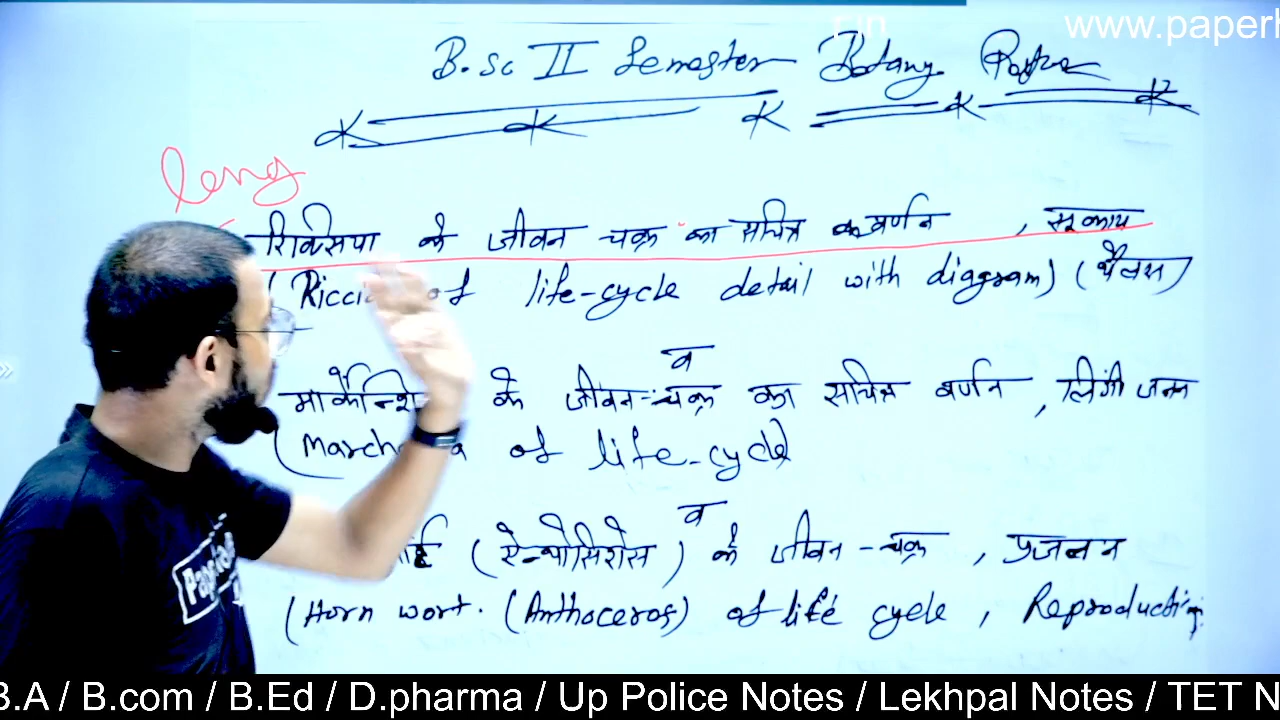 rin www.paperh
B.Sc II Semester Botany
leng
के जीवन चक्र का सचित्र वर्णन , सूकाय
(Riccia of life-cycle detail with diagram) (थैलस)
व
के जीवन-चक्र का सचित्र वर्णन , लिंगी जनन
(March a of life-cycle)
व
(ऐन्थोसिरोस) के जीवन-चक्र , प्रजनन
(Horn wort. (Anthoceros) of life cycle , Reproduction
B.A / B.com / B.Ed / D.pharma / Up Police Notes / Lekhpal Notes / TET N